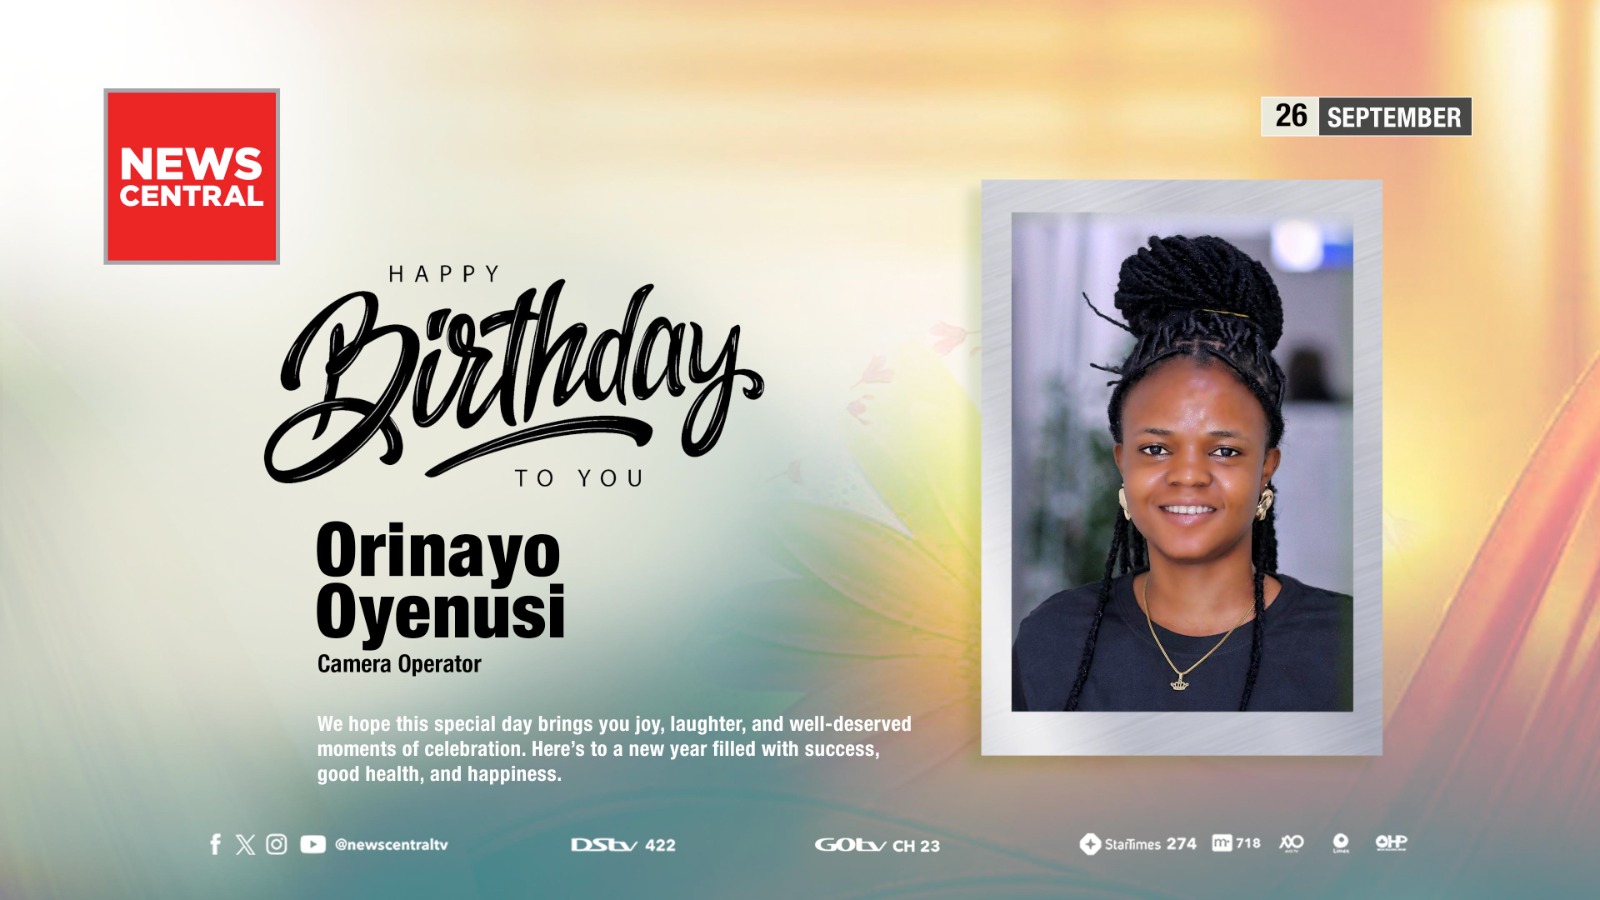 NEWS
CENTRAL
26 SEPTEMBER
HAPPY
Birthday
TO YOU
Orinayo
Oyenusi
Camera Operator
We hope this special day brings you joy, laughter, and well-deserved
moments of celebration. Here's to a new year filled with success,
good health, and happiness.
@newscentraltv DStv 422 GOtv CH 23 StarTimes 274 718 OHP